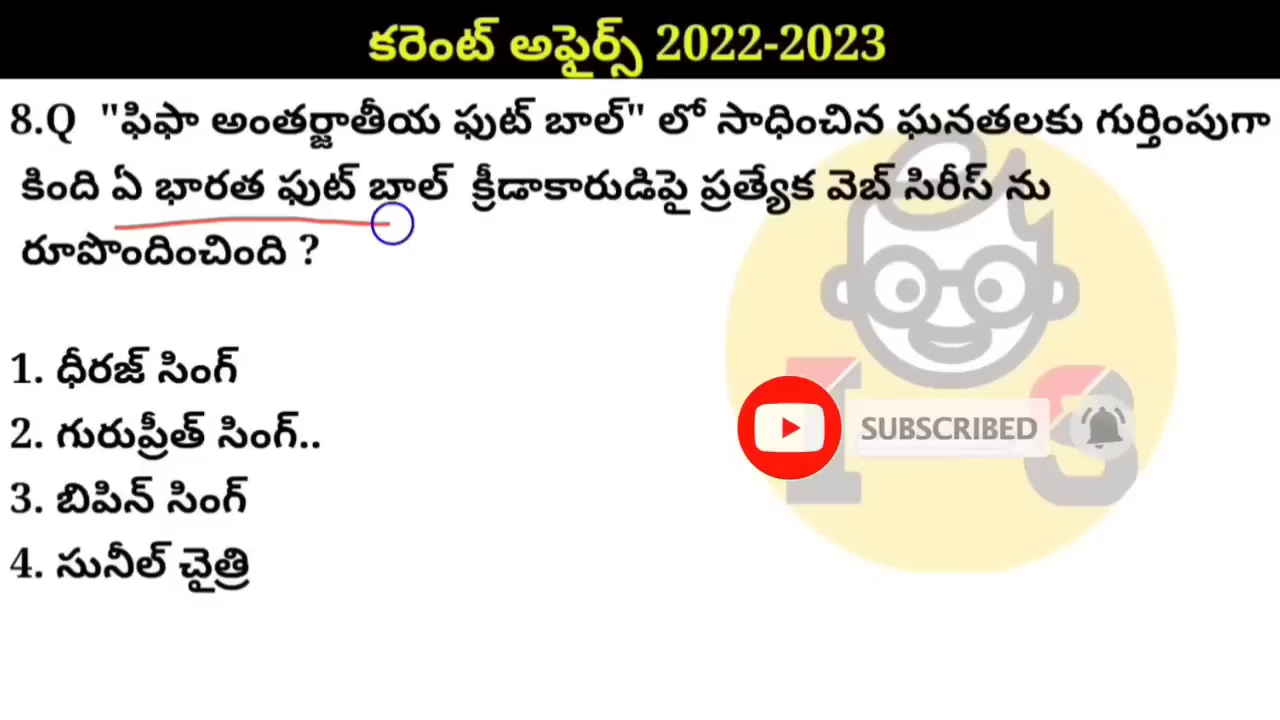 కరెంట్ అఫైర్స్ 2022-2023
8.Q "ఫిఫా అంతర్జాతీయ ఫుట్ బాల్" లో సాధించిన ఘనతలకు గుర్తింపుగా
కింది ఏ భారత ఫుట్ బాల్ క్రీడాకారుడిపై ప్రత్యేక వెబ్ సిరీస్ ను
రూపొందించింది ?
1. ధీరజ్ సింగ్
2. గురుప్రీత్ సింగ్..
SUBSCRIBED
3. బిపిన్ సింగ్
4. సునీల్ చైత్రి